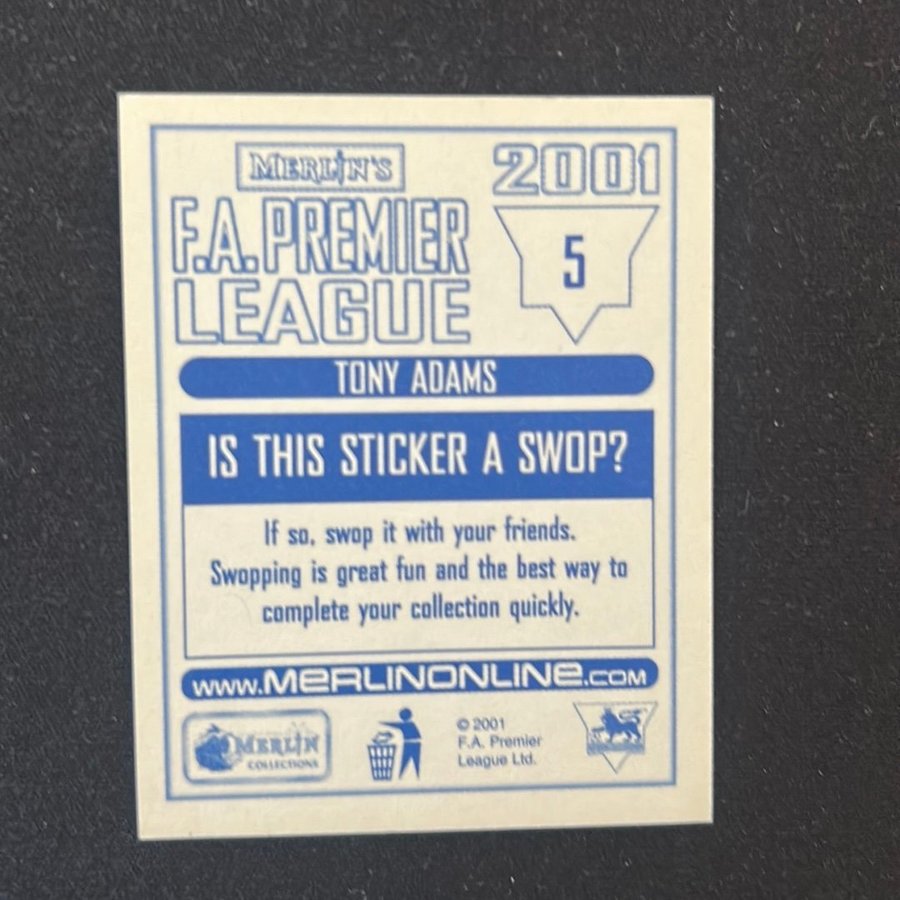 MERLIN'S
2001
F.A. PREMIER
LEAGUE
5
TONY ADAMS
IS THIS STICKER A SWOP?
If so, swop it with your friends.
Swopping is great fun and the best way to
complete your collection quickly.
www.MERLINONLINE.COM
MERLIN
COLLECTIONS
© 2001
F.A. Premier
League Ltd.